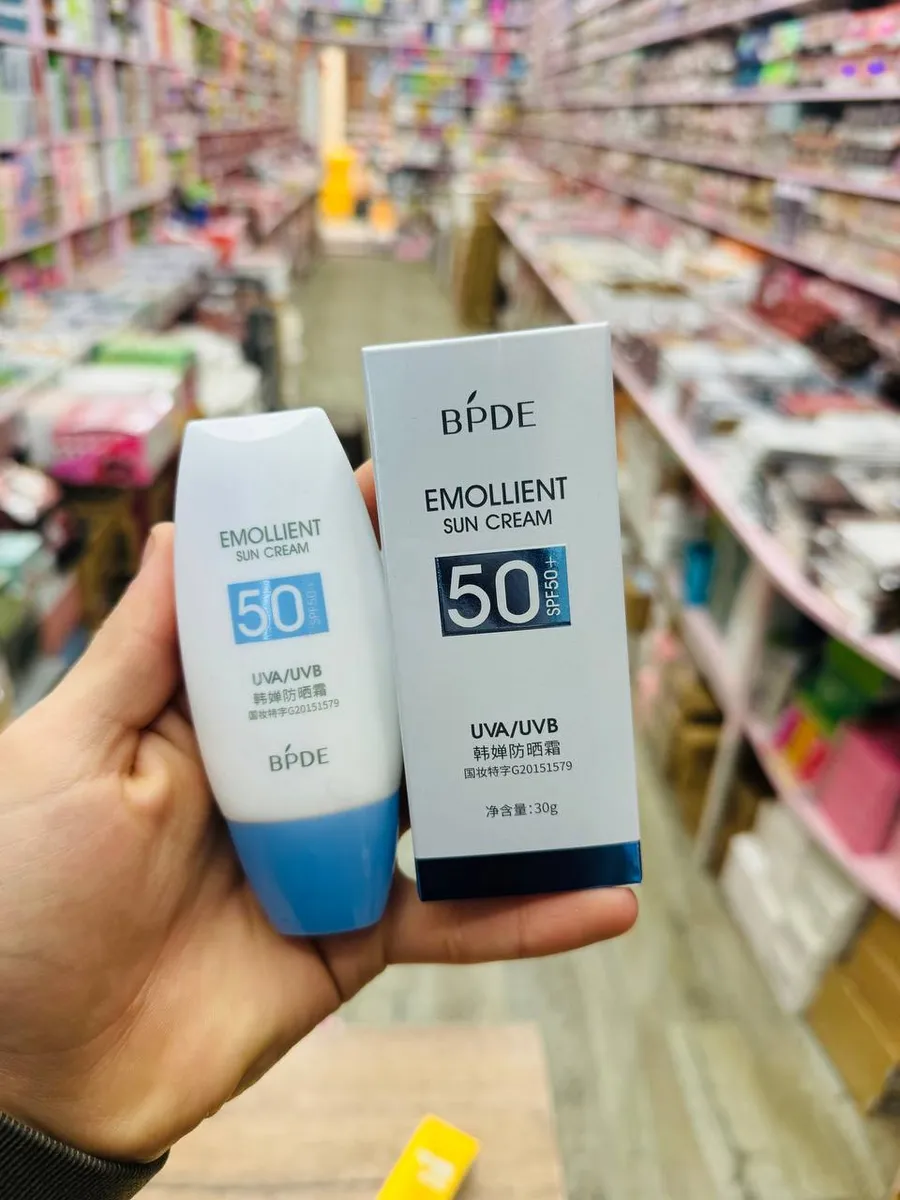 EMOLLIENT
SUN CREAM
50
SPF50+
UVA/UVB
韩婵防晒霜
国妆特字G20151579
BPDE
BPDE
EMOLLIENT
SUN CREAM
50
SPF50+
UVA/UVB
韩婵防晒霜
国妆特字G20151579
净含量:30g